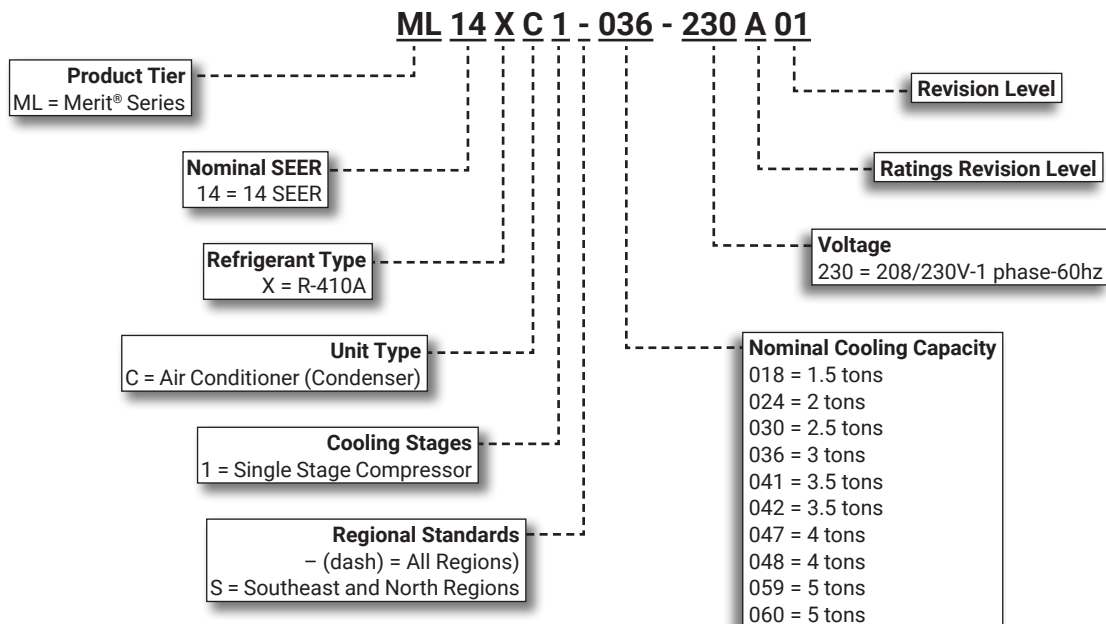 ML 14 X C 1 - 036 - 230 A 01
Product Tier
ML = Merit® Series
Nominal SEER
14 = 14 SEER
Refrigerant Type
X = R-410A
Unit Type
C = Air Conditioner (Condenser)
Cooling Stages
1 = Single Stage Compressor
Regional Standards
– (dash) = All Regions)
S = Southeast and North Regions
Revision Level
Ratings Revision Level
Voltage
230 = 208/230V-1 phase-60hz
Nominal Cooling Capacity
018 = 1.5 tons
024 = 2 tons
030 = 2.5 tons
036 = 3 tons
041 = 3.5 tons
042 = 3.5 tons
047 = 4 tons
048 = 4 tons
059 = 5 tons
060 = 5 tons